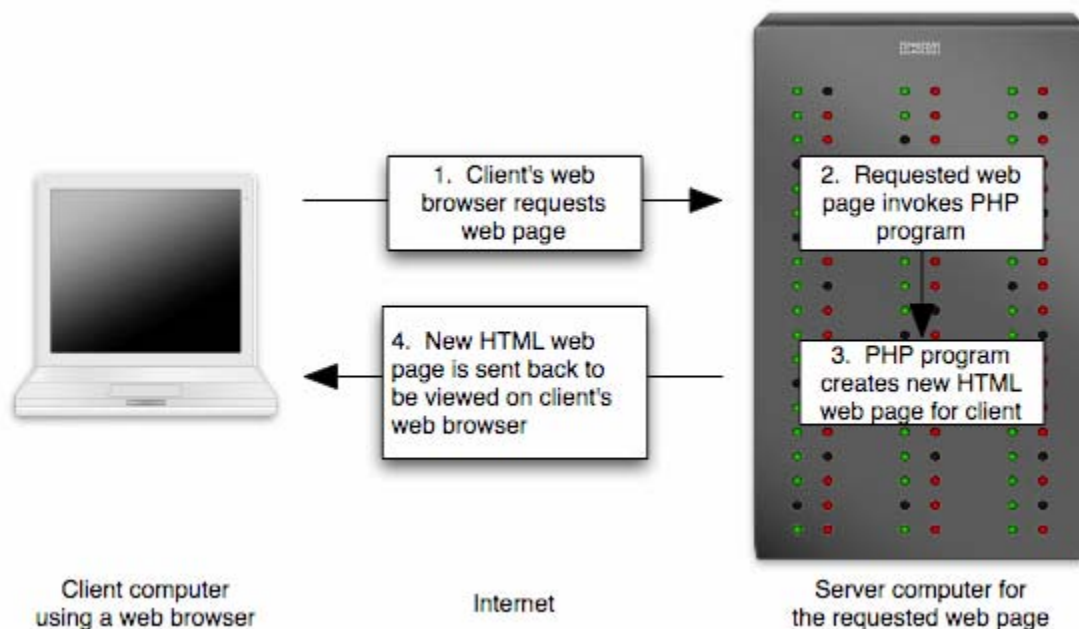 1. Client's web
browser requests
web page
2. Requested web
page invokes PHP
program
3. PHP program
creates new HTML
web page for client
4. New HTML web
page is sent back to
be viewed on client's
web browser
Client computer
using a web browser
Internet
Server computer for
the requested web page